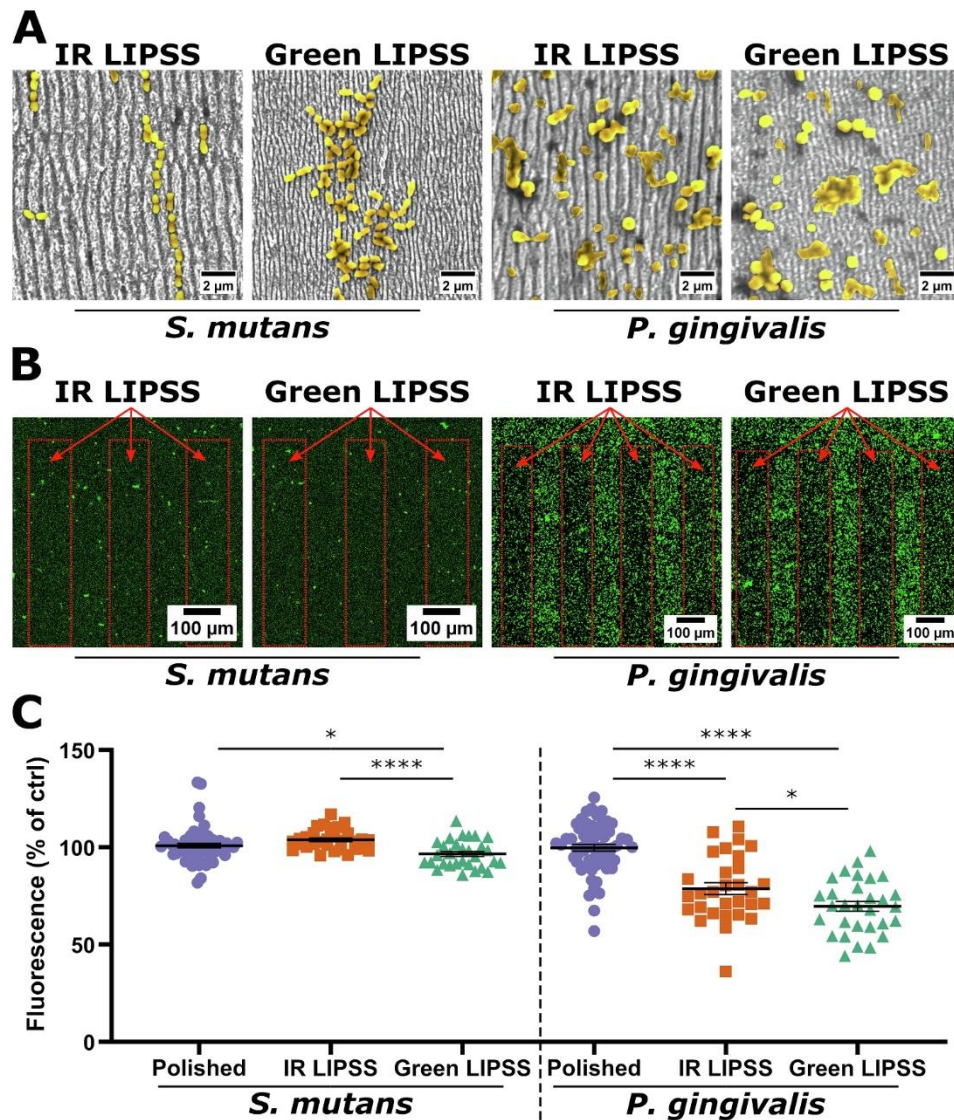 A
IR LIPSS Green LIPSS IR LIPSS Green LIPSS
2 µm 2 µm 2 µm 2 µm
S. mutans P. gingivalis
B
IR LIPSS Green LIPSS IR LIPSS Green LIPSS
100 µm 100 µm 100 µm 100 µm
S. mutans P. gingivalis
C
Fluorescence (% of ctrl)
150
100
50
0
* ****
**** ****
*
Polished IR LIPSS Green LIPSS Polished IR LIPSS Green LIPSS
S. mutans P. gingivalis